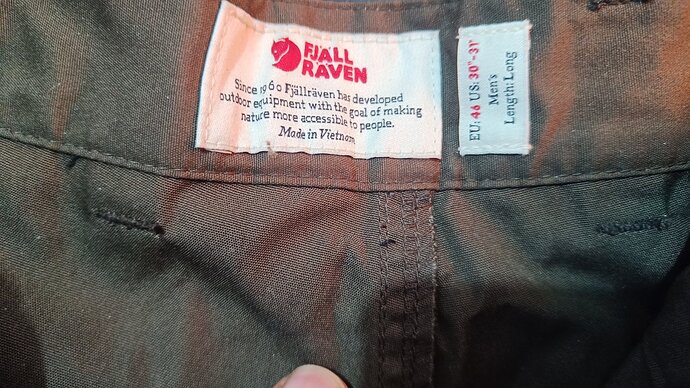 FJÄLL
RÄVEN
Since 1960 Fjällräven has developed
outdoor equipment with the goal of making
nature more accessible to people.
Made in Vietnam
EU: 46 US: 30"-31"
Men's
Length: Long